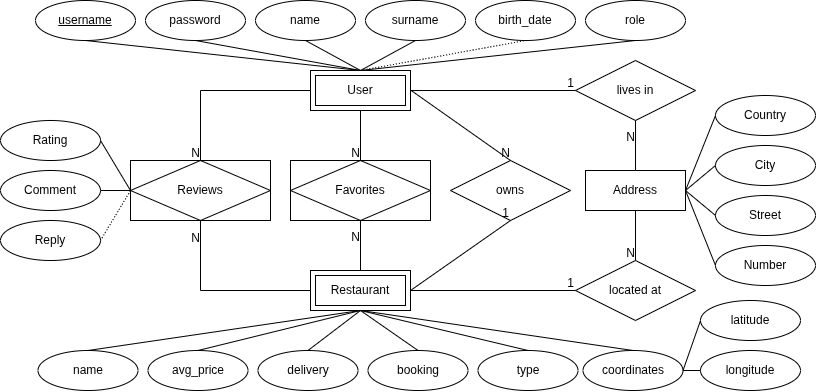 username
password
name
surname
birth_date
role
User
1
lives in
Country
Rating
N
N
N
N
City
Comment
Reviews
Favorites
owns
Address
Street
Reply
N
N
1
N
Number
Restaurant
1
located at
latitude
name
avg_price
delivery
booking
type
coordinates
longitude